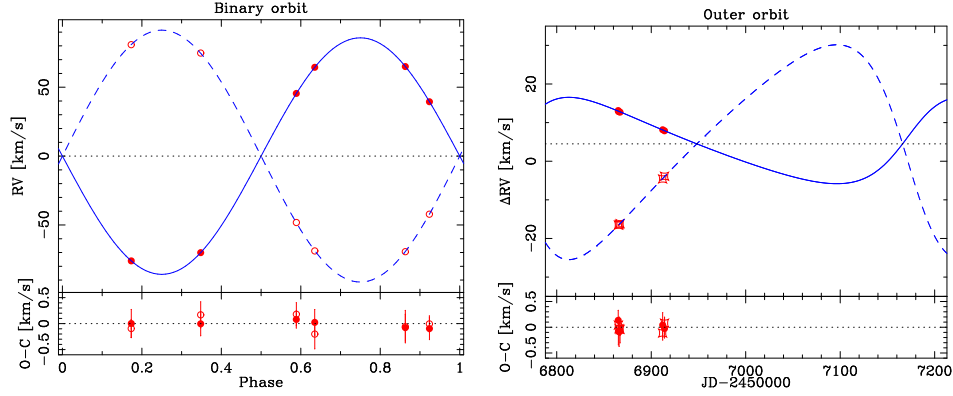 Binary orbit
RV [km/s]
50
0
−50
O−C [km/s]
0.5
0
−0.5
0 0.2 0.4 0.6 0.8 1
Phase
Outer orbit
ΔRV [km/s]
20
0
−20
O−C [km/s]
0.5
0
−0.5
6800 6900 7000 7100 7200
JD−2450000